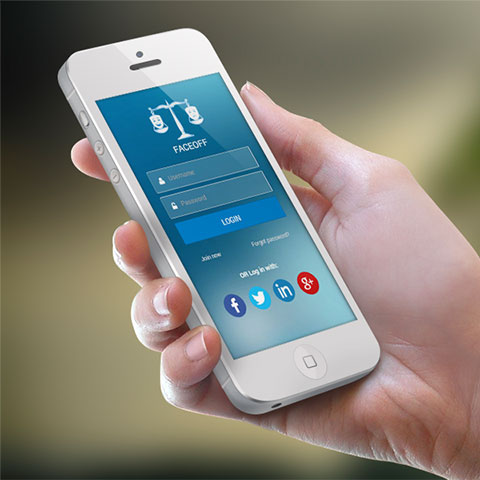 FACEOFF
Username
Password
LOGIN
Join now
Forgot password?
OR Log in with:
f
in
g+